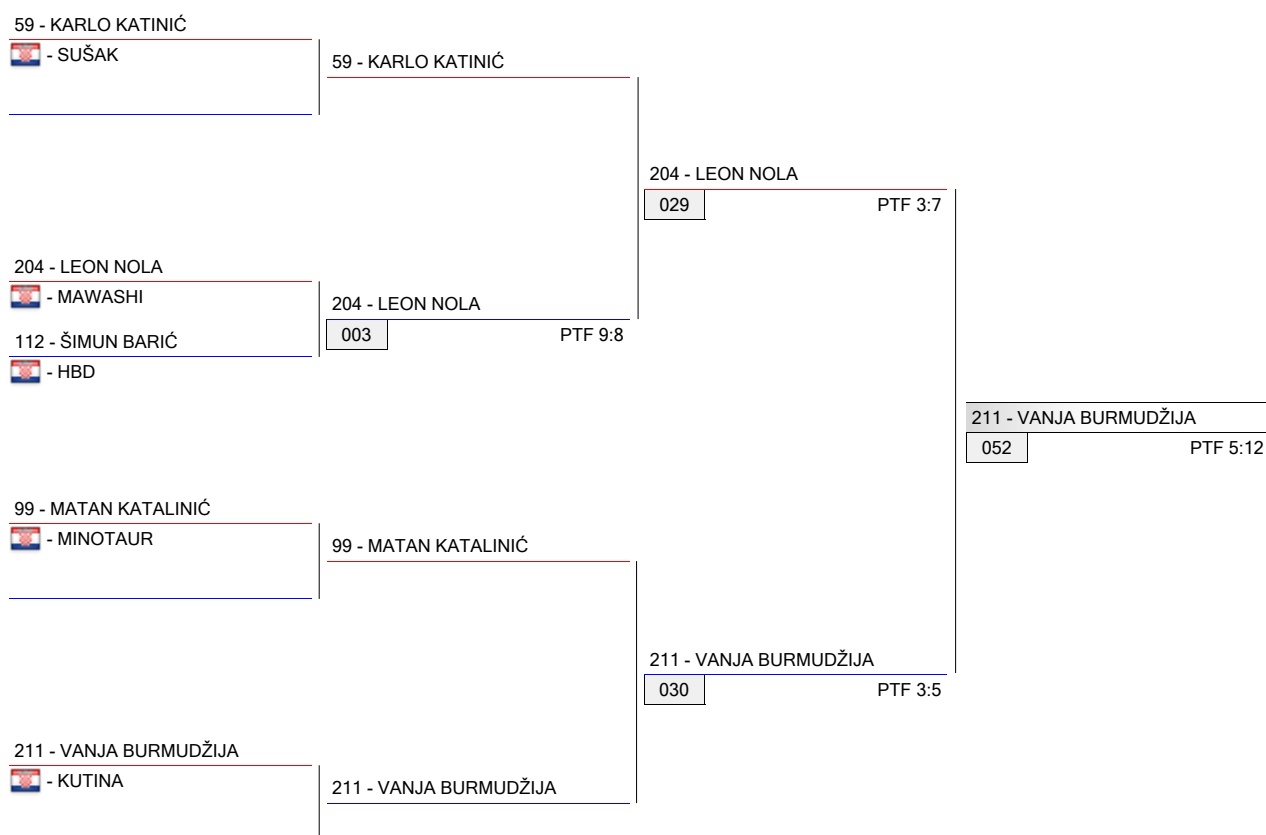 59 - KARLO KATINIĆ
- SUŠAK
59 - KARLO KATINIĆ
204 - LEON NOLA
029 PTF 3:7
204 - LEON NOLA
- MAWASHI
204 - LEON NOLA
112 - ŠIMUN BARIĆ
003 PTF 9:8
- HBD
211 - VANJA BURMUDŽIJA
052 PTF 5:12
99 - MATAN KATALINIĆ
- MINOTAUR
99 - MATAN KATALINIĆ
211 - VANJA BURMUDŽIJA
030 PTF 3:5
211 - VANJA BURMUDŽIJA
- KUTINA
211 - VANJA BURMUDŽIJA